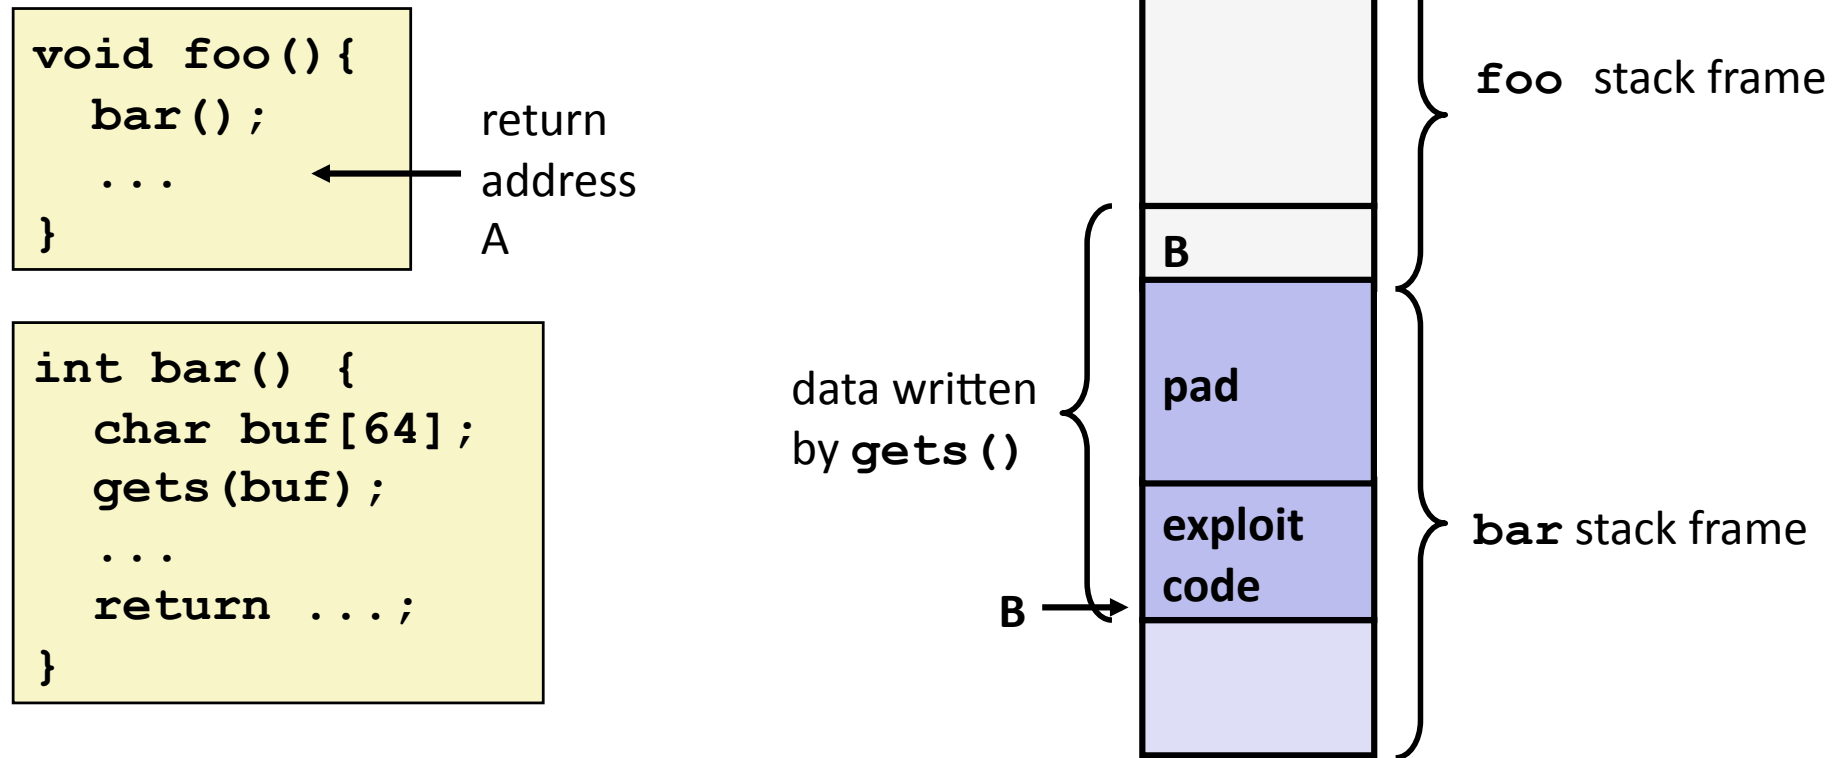 void foo(){
bar();
...
}
return
address
A
int bar() {
char buf[64];
gets(buf);
...
return ...;
}
foo stack frame
B
pad
data written
by gets()
exploit
code
B
bar stack frame